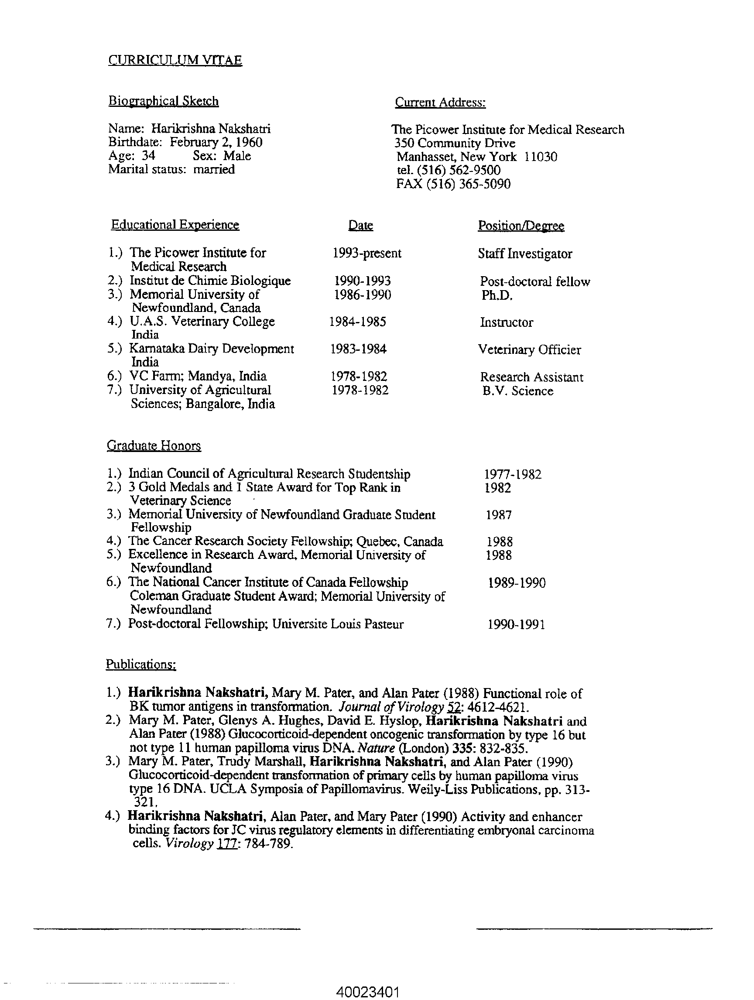 CURRICULUM VITAE
Biographical Sketch
Name: Harikrishna Nakshatri
Birthdate: February 2, 1960
Age: 34 Sex: Male
Marital status: married
Current Address:
The Picower Institute for Medical Research
350 Community Drive
Manhasset, New York 11030
tel. (516) 562-9500
FAX (516) 365-5090
Educational Experience Date Position/Degree
1.) The Picower Institute for 1993-present Staff Investigator
Medical Research
2.) Institut de Chimie Biologique 1990-1993 Post-doctoral fellow
3.) Memorial University of 1986-1990 Ph.D.
Newfoundland, Canada
4.) U.A.S. Veterinary College 1984-1985 Instructor
India
5.) Karnataka Dairy Development 1983-1984 Veterinary Officier
India
6.) VC Farm; Mandya, India 1978-1982 Research Assistant
7.) University of Agricultural 1978-1982 B.V. Science
Sciences; Bangalore, India
Graduate Honors
1.) Indian Council of Agricultural Research Studentship 1977-1982
2.) 3 Gold Medals and 1 State Award for Top Rank in 1982
Veterinary Science
3.) Memorial University of Newfoundland Graduate Student 1987
Fellowship
4.) The Cancer Research Society Fellowship; Quebec, Canada 1988
5.) Excellence in Research Award, Memorial University of 1988
Newfoundland
6.) The National Cancer Institute of Canada Fellowship 1989-1990
Coleman Graduate Student Award; Memorial University of
Newfoundland
7.) Post-doctoral Fellowship; Universite Louis Pasteur 1990-1991
Publications:
1.) Harikrishna Nakshatri, Mary M. Pater, and Alan Pater (1988) Functional role of
BK tumor antigens in transformation. Journal of Virology 52: 4612-4621.
2.) Mary M. Pater, Glenys A. Hughes, David E. Hyslop, Harikrishna Nakshatri and
Alan Pater (1988) Glucocorticoid-dependent oncogenic transformation by type 16 but
not type 11 human papilloma virus DNA. Nature (London) 335: 832-835.
3.) Mary M. Pater, Trudy Marshall, Harikrishna Nakshatri, and Alan Pater (1990)
Glucocorticoid-dependent transformation of primary cells by human papilloma virus
type 16 DNA. UCLA Symposia of Papillomavirus. Weily-Liss Publications, pp. 313-
321.
4.) Harikrishna Nakshatri, Alan Pater, and Mary Pater (1990) Activity and enhancer
binding factors for JC virus regulatory elements in differentiating embryonal carcinoma
cells. Virology 177: 784-789.
40023401